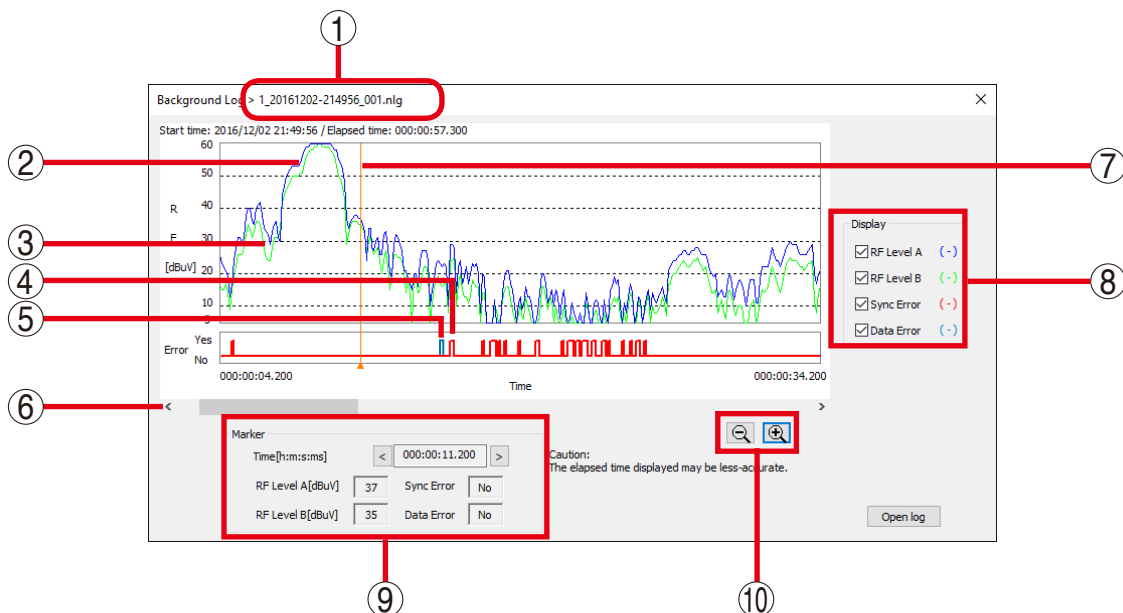 ①
Background Log > 1_20161202-214956_001.nlg
Start time: 2016/12/02 21:49:56 / Elapsed time: 000:00:57.300
60
②
50
⑦
R
40
③
F
30
Display
RF Level A (-)
[dBuV]
20
④
RF Level B (-)
⑧
10
Sync Error (-)
⑤
5
Data Error (-)
Error
Yes
No
000:00:04.200
000:00:34.200
Time
⑥
<
>
Marker
Time[h:m:s:ms] < 000:00:11.200 >
Caution:
The elapsed time displayed may be less-accurate.
RF Level A[dBuV] 37 Sync Error No
RF Level B[dBuV] 35 Data Error No
Open log
⑨
⑩